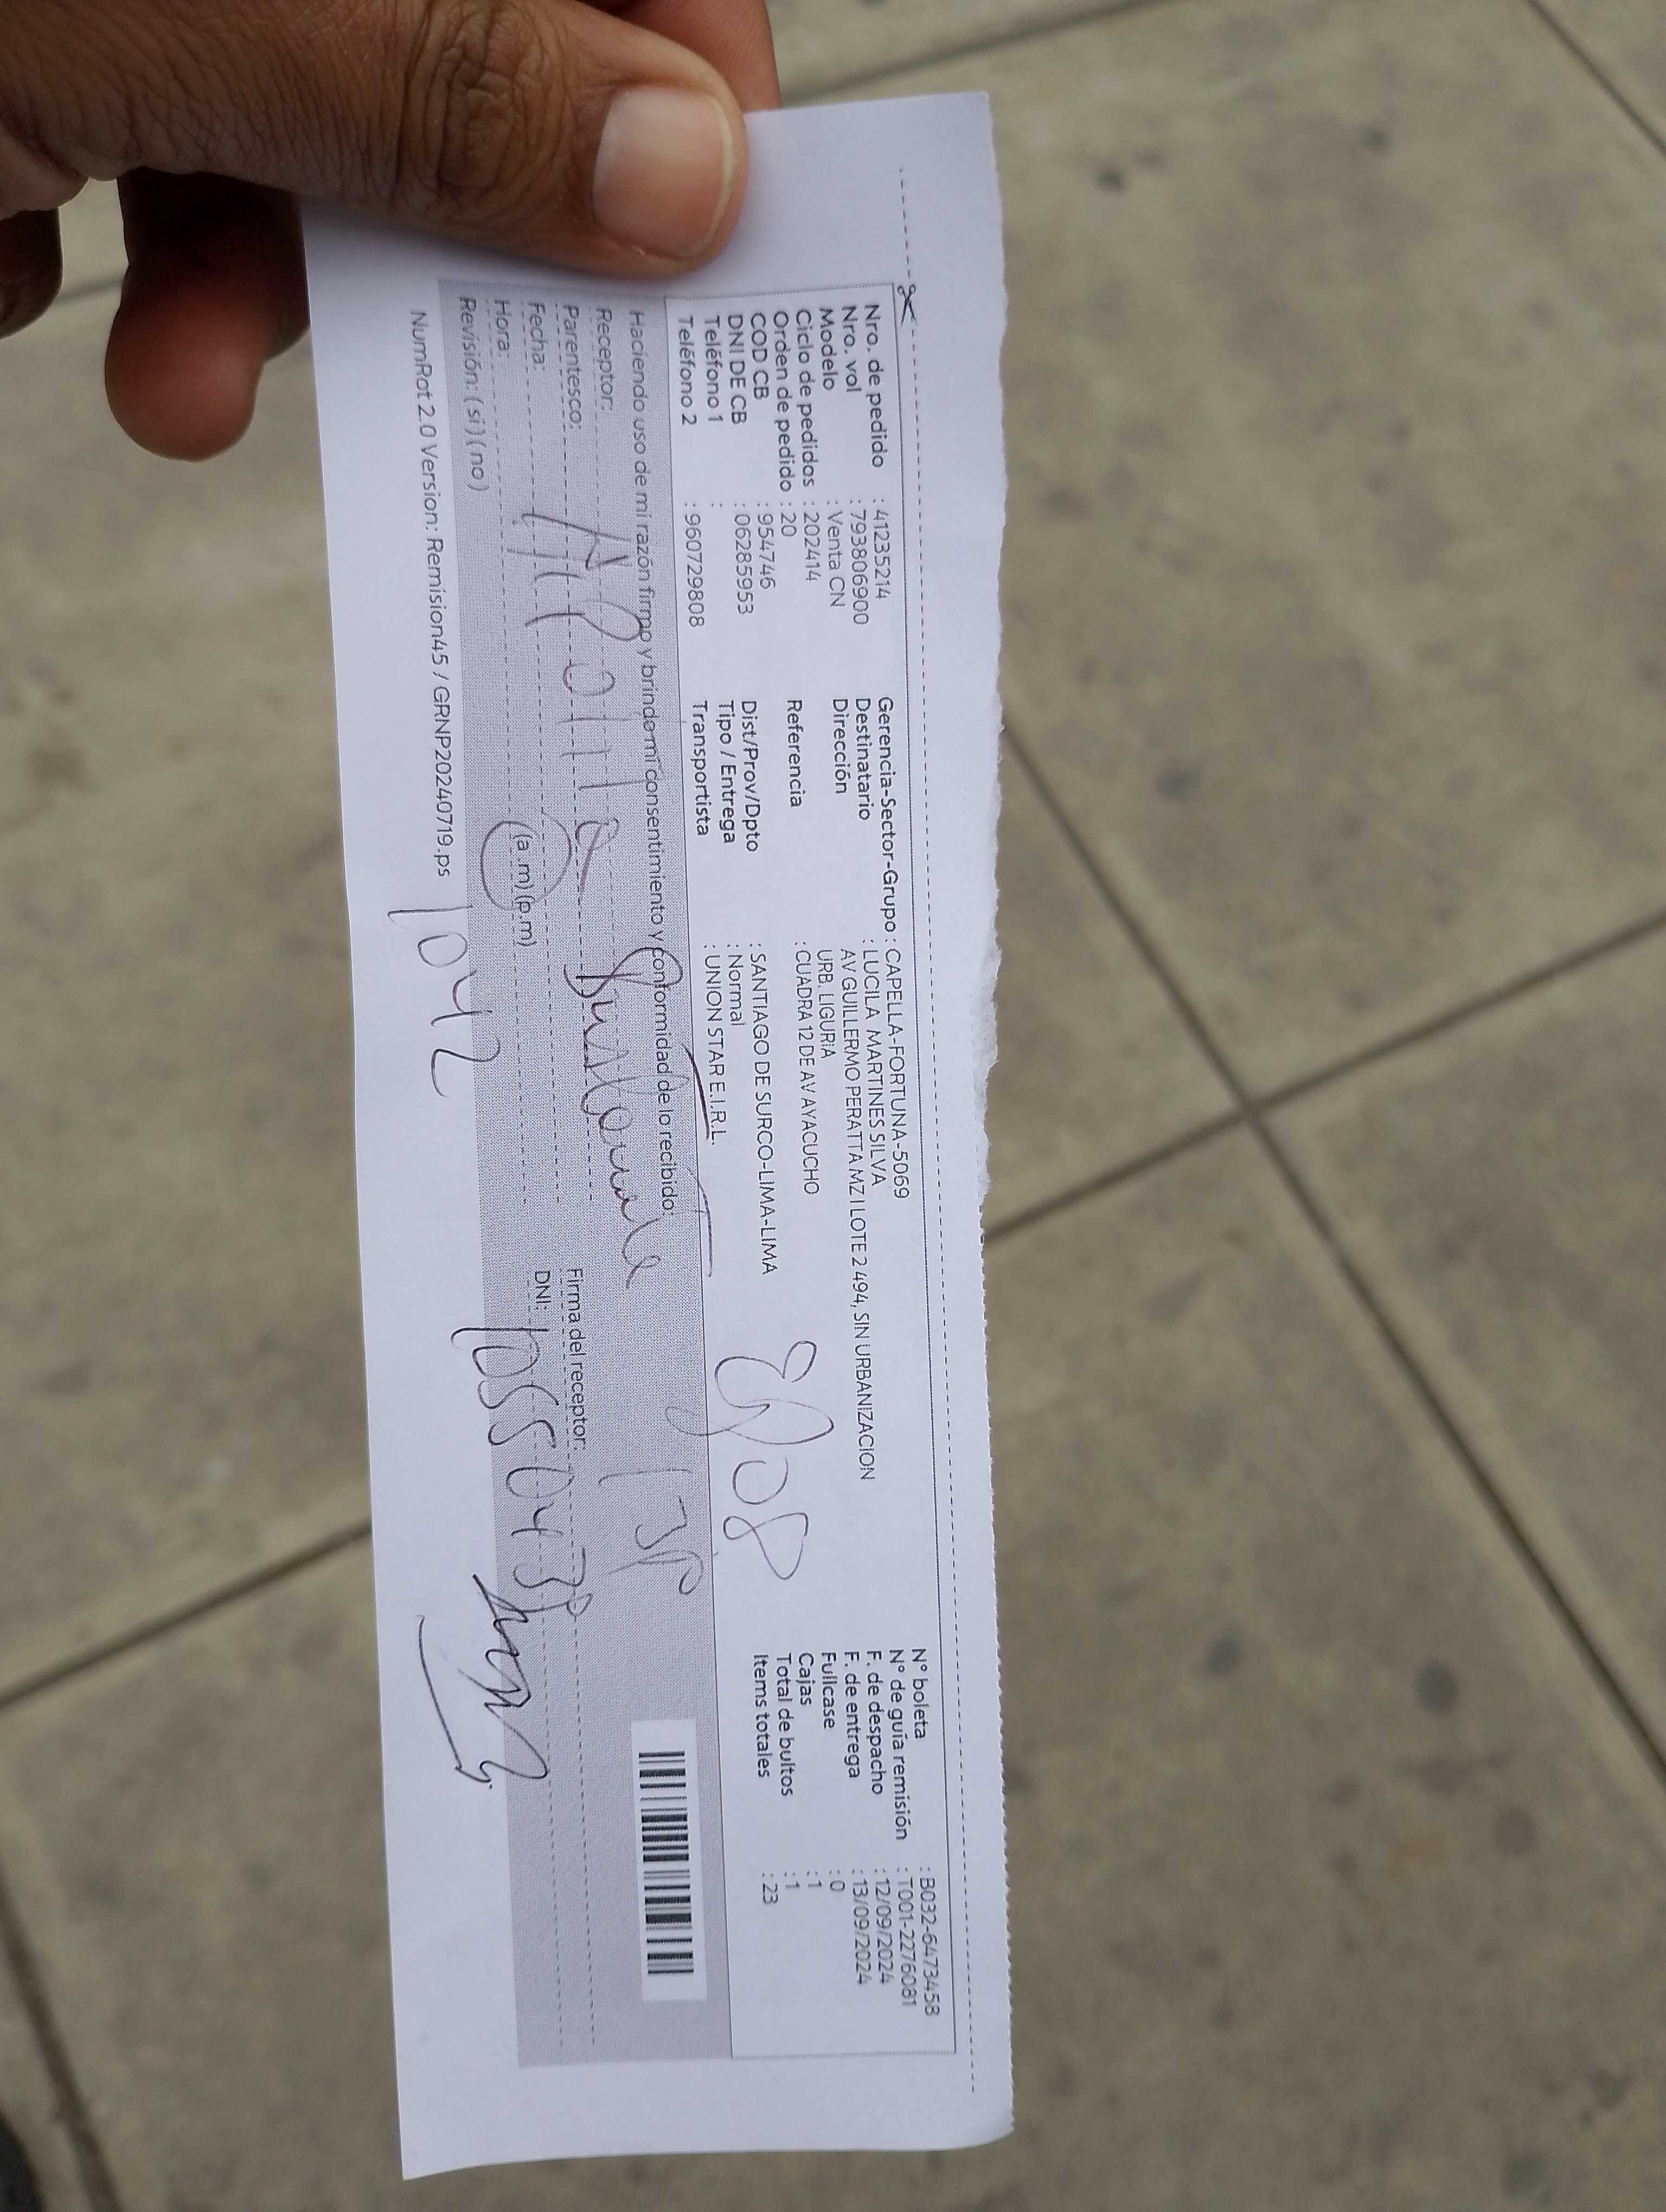 Nro. de pedido : 41235214
Nro. vol : 793806900
Modelo : Venta CN
Ciclo de pedidos : 202414
Orden de pedido : 20
COD CB : 954746
DNI DE CB : 06285953
Teléfono 1 :
Teléfono 2 : 960729808
Gerencia-Sector-Grupo : CAPELLA-FORTUNA-5069
Destinatario : LUCILA MARTINES SILVA
Dirección AV GUILLERMO PERATTA MZ I LOTE 2 494, SIN URBANIZACION
URB. LIGURIA
Referencia : CUADRA 12 DE AV AYACUCHO
Dist/Prov/Dpto : SANTIAGO DE SURCO-LIMA-LIMA
Tipo / Entrega : Normal
Transportista : UNION STAR E.I.R.L.
N° boleta : B032-6473458
N° de guía remisión : T001-2276081
F. de despacho : 12/09/2024
F. de entrega : 13/09/2024
Fullcase : 0
Cajas : 1
Total de bultos : 1
Items totales : 23
Haciendo uso de mi razón firmo y brindo mi consentimiento y conformidad de lo recibido:
Receptor:
Parentesco:
Fecha:
Hora: (a.m) (p.m)
Revisión: ( si ) ( no )
1042
Firma del receptor:
DNI:
NumRot 2.0 Version: Remision45 / GRNP20240719.ps